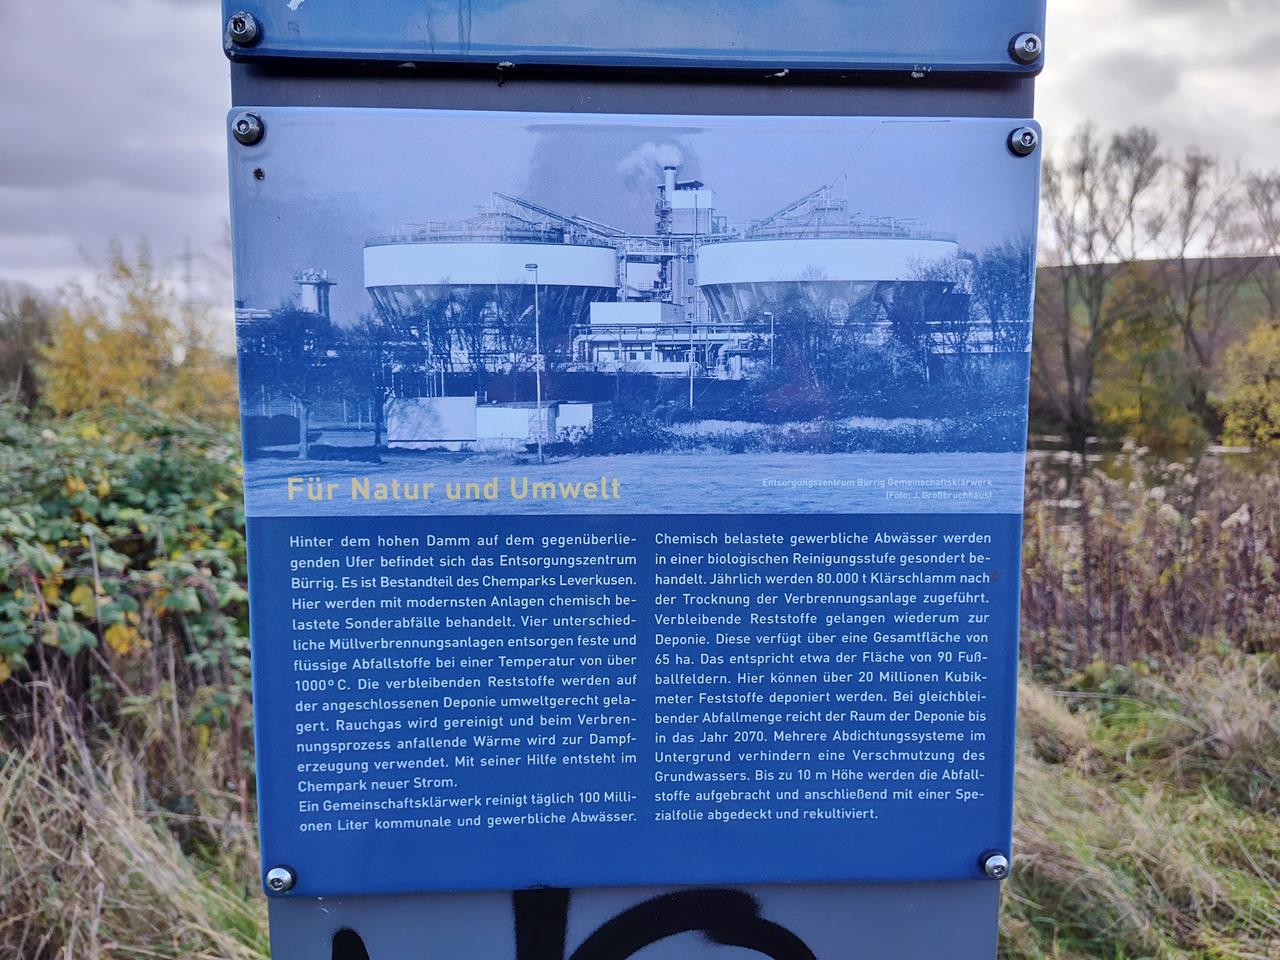 Für Natur und Umwelt
Entsorgungszentrum Bürrig Gemeinschaftsklärwerk
(Foto: J. Großbruchhaus)
Hinter dem hohen Damm auf dem gegenüberlie-
genden Ufer befindet sich das Entsorgungszentrum
Bürrig. Es ist Bestandteil des Chemparks Leverkusen.
Hier werden mit modernsten Anlagen chemisch be-
lastete Sonderabfälle behandelt. Vier unterschied-
liche Müllverbrennungsanlagen entsorgen feste und
flüssige Abfallstoffe bei einer Temperatur von über
1000° C. Die verbleibenden Reststoffe werden auf
der angeschlossenen Deponie umweltgerecht gela-
gert. Rauchgas wird gereinigt und beim Verbren-
nungsprozess anfallende Wärme wird zur Dampf-
erzeugung verwendet. Mit seiner Hilfe entsteht im
Chempark neuer Strom.
Ein Gemeinschaftsklärwerk reinigt täglich 100 Milli-
onen Liter kommunale und gewerbliche Abwässer.
Chemisch belastete gewerbliche Abwässer werden
in einer biologischen Reinigungsstufe gesondert be-
handelt. Jährlich werden 80.000 t Klärschlamm nach
der Trocknung der Verbrennungsanlage zugeführt.
Verbleibende Reststoffe gelangen wiederum zur
Deponie. Diese verfügt über eine Gesamtfläche von
65 ha. Das entspricht etwa der Fläche von 90 Fuß-
ballfeldern. Hier können über 20 Millionen Kubik-
meter Feststoffe deponiert werden. Bei gleichblei-
bender Abfallmenge reicht der Raum der Deponie bis
in das Jahr 2070. Mehrere Abdichtungssysteme im
Untergrund verhindern eine Verschmutzung des
Grundwassers. Bis zu 10 m Höhe werden die Abfall-
stoffe aufgebracht und anschließend mit einer Spe-
zialfolie abgedeckt und rekultiviert.